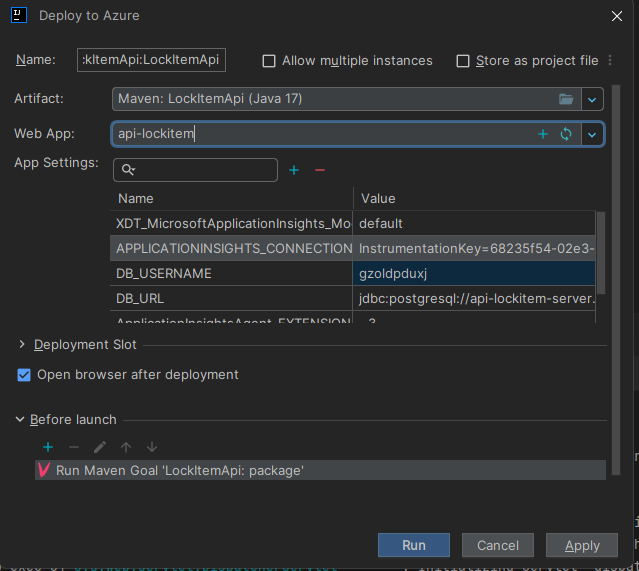 Deploy to Azure
Name: :kItemApi:LockItemApi Allow multiple instances Store as project file
Artifact: Maven: LockItemApi (Java 17)
Web App: api-lockitem
App Settings:
Name Value
XDT_MicrosoftApplicationInsights_Mo default
APPLICATIONINSIGHTS_CONNECTION InstrumentationKey=68235f54-02e3-
DB_USERNAME gzoldpduxj
DB_URL jdbc:postgresql://api-lockitem-server.
ApplicationInsightsAgent_EXTENSION ~3
Deployment Slot
Open browser after deployment
Before launch
Run Maven Goal 'LockItemApi: package'
Run Cancel Apply